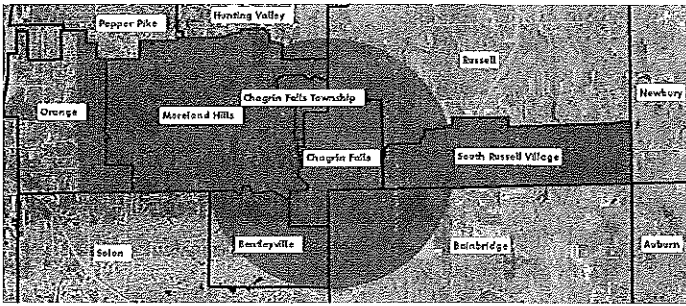 Hunting Valley
Pepper Pike
Russell
Newbury
Chagrin Falls Township
Orange
Moreland Hills
Chagrin Falls
South Russell Village
Solon
Bentleyville
Bainbridge
Auburn